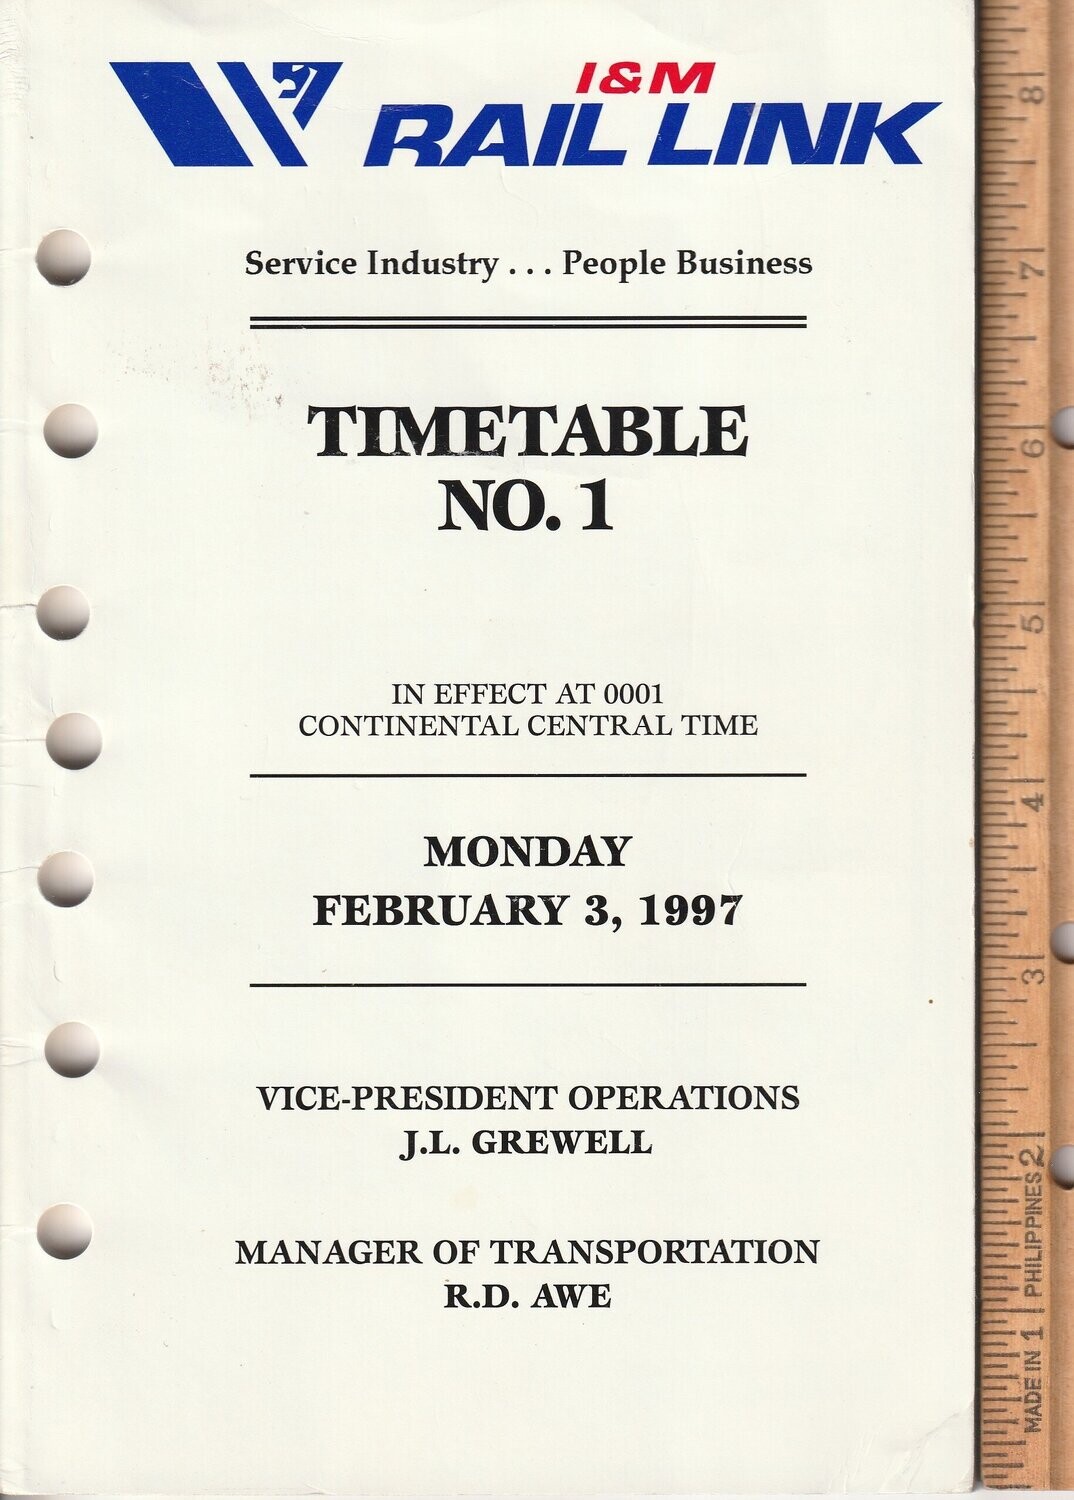 I&M
RAIL LINK
Service Industry . . . People Business
TIMETABLE
NO. 1
IN EFFECT AT 0001
CONTINENTAL CENTRAL TIME
MONDAY
FEBRUARY 3, 1997
VICE-PRESIDENT OPERATIONS
J.L. GREWELL
MANAGER OF TRANSPORTATION
R.D. AWE
8
7
6
5
4
3
2
1
MADE IN PHILIPPINES